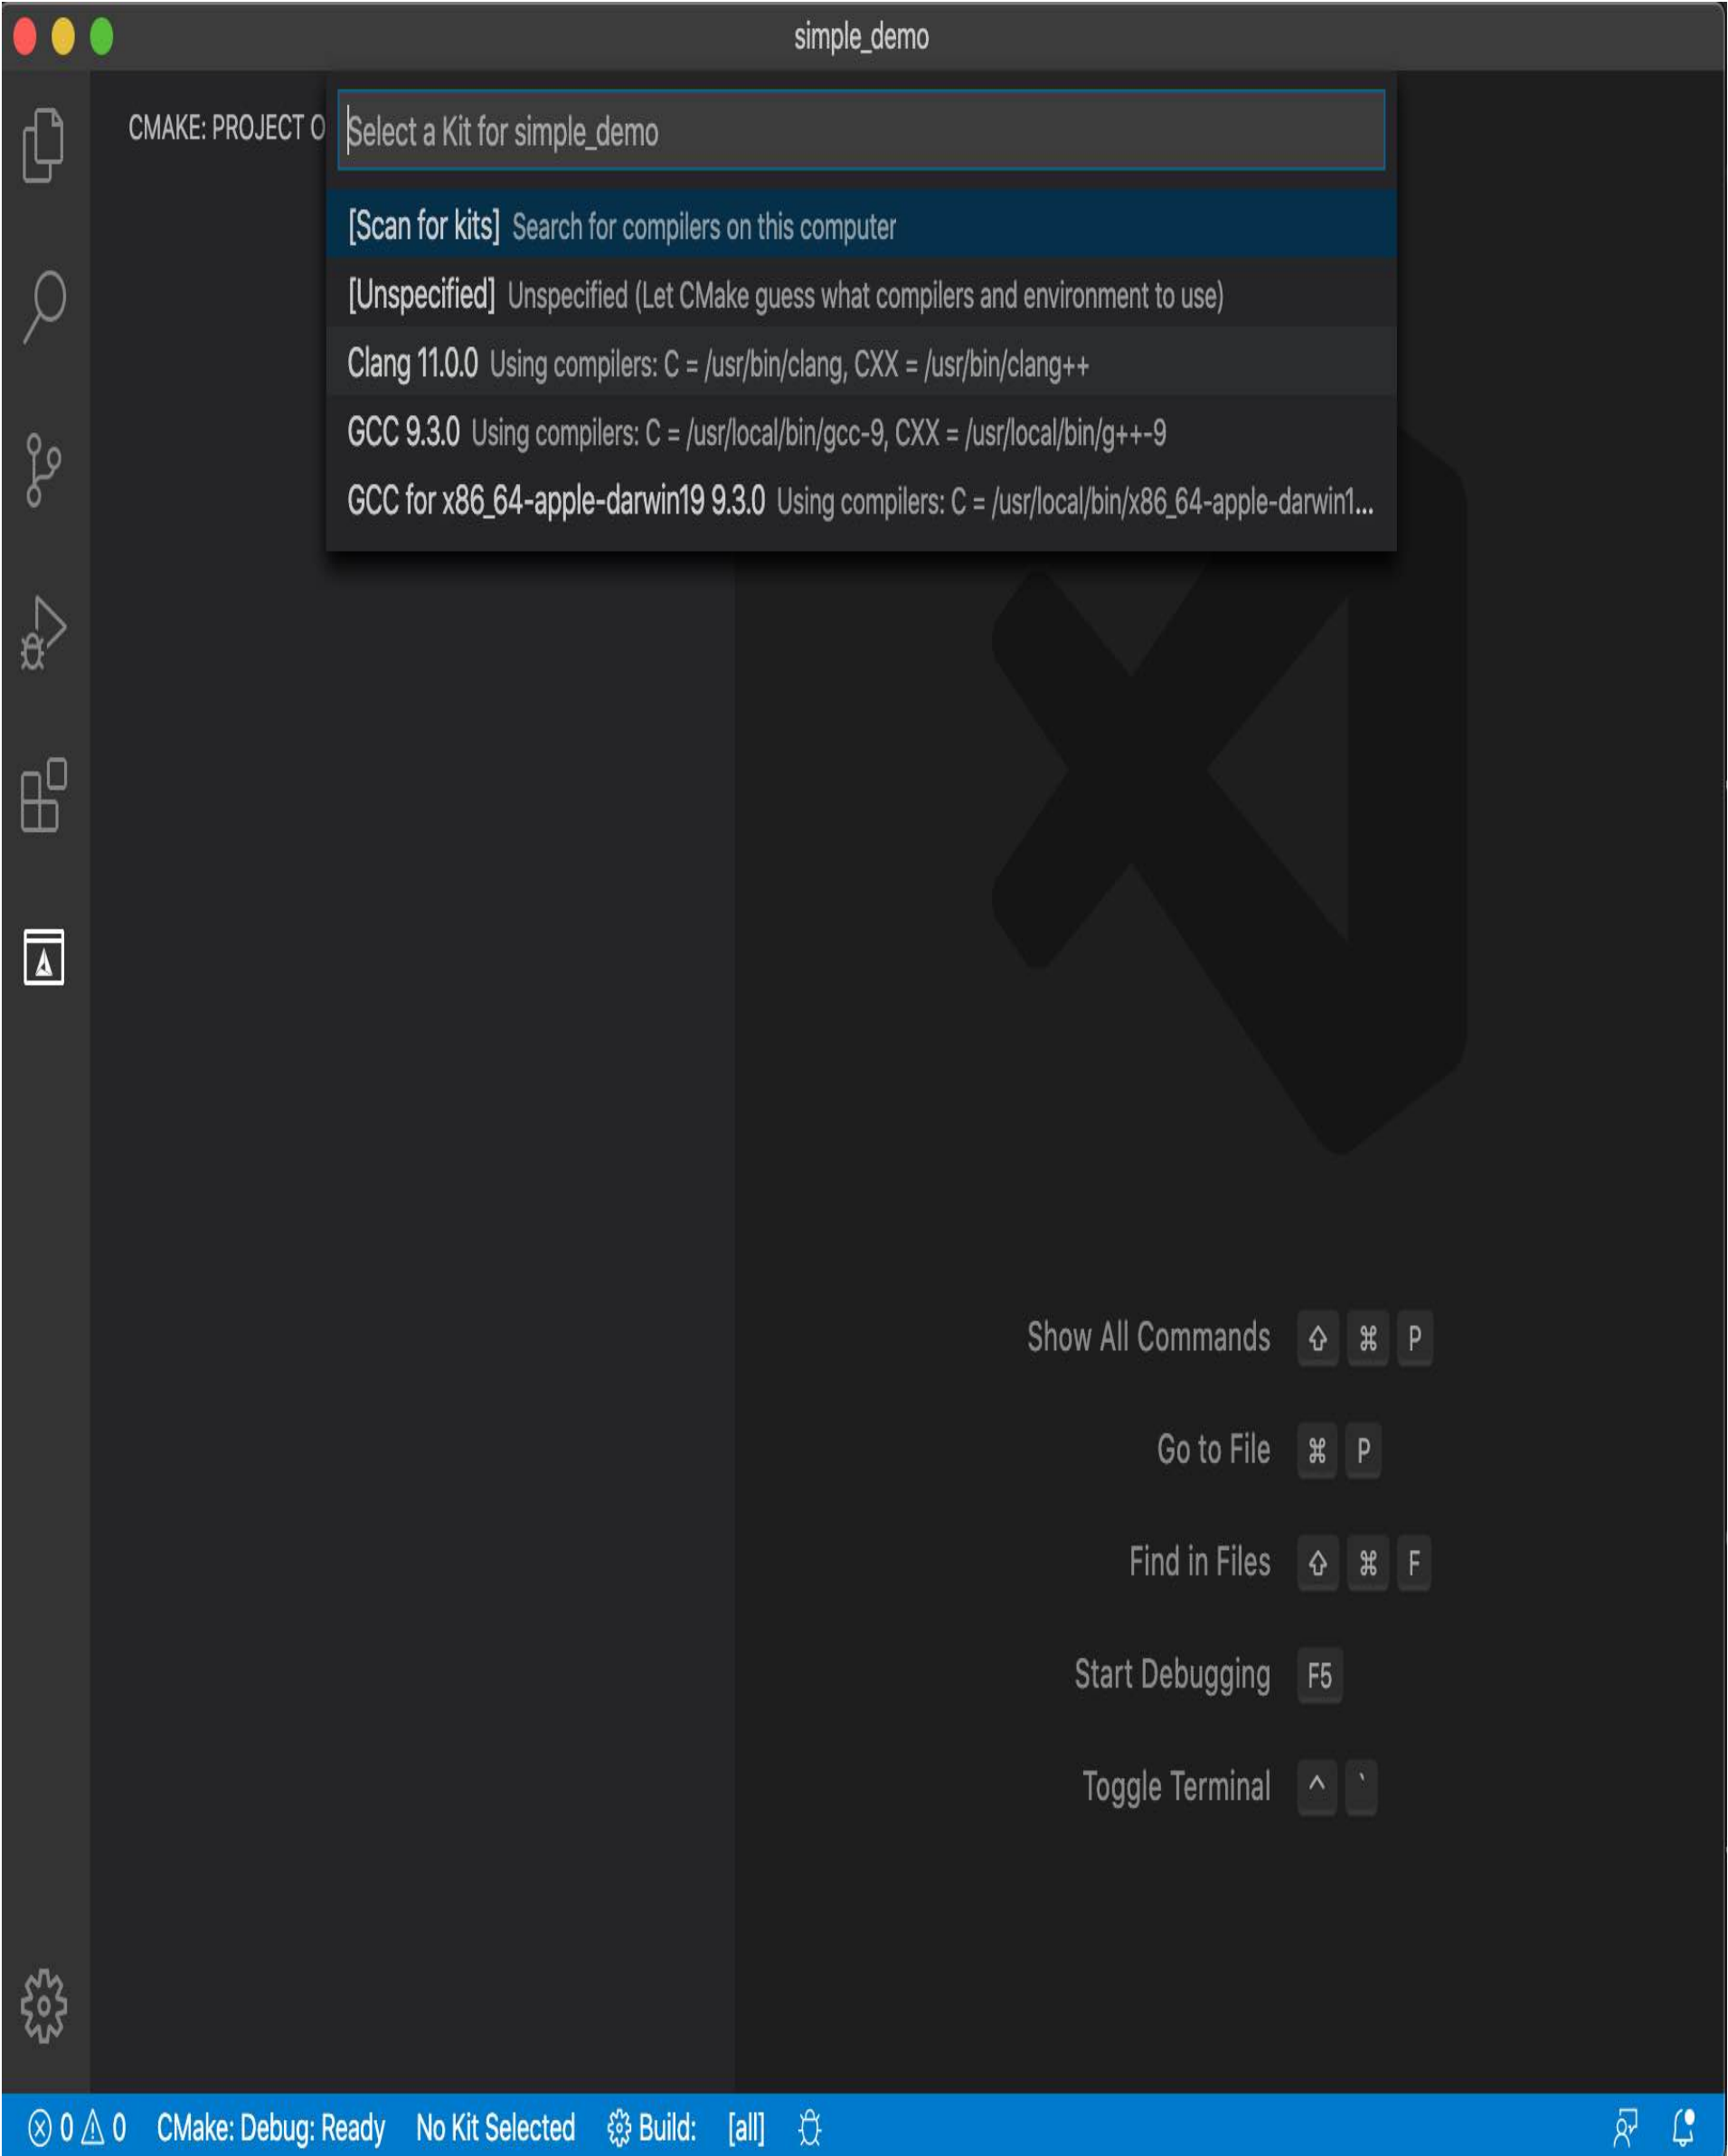 simple_demo
CMAKE: PROJECT O
Select a Kit for simple_demo
[Scan for kits] Search for compilers on this computer
[Unspecified] Unspecified (Let CMake guess what compilers and environment to use)
Clang 11.0.0 Using compilers: C = /usr/bin/clang, CXX = /usr/bin/clang++
GCC 9.3.0 Using compilers: C = /usr/local/bin/gcc-9, CXX = /usr/local/bin/g++-9
GCC for x86_64-apple-darwin19 9.3.0 Using compilers: C = /usr/local/bin/x86_64-apple-darwin1...
Show All Commands ⇧ ⌘ P
Go to File ⌘ P
Find in Files ⇧ ⌘ F
Start Debugging F5
Toggle Terminal ^ `
0 0 CMake: Debug: Ready No Kit Selected Build: [all]